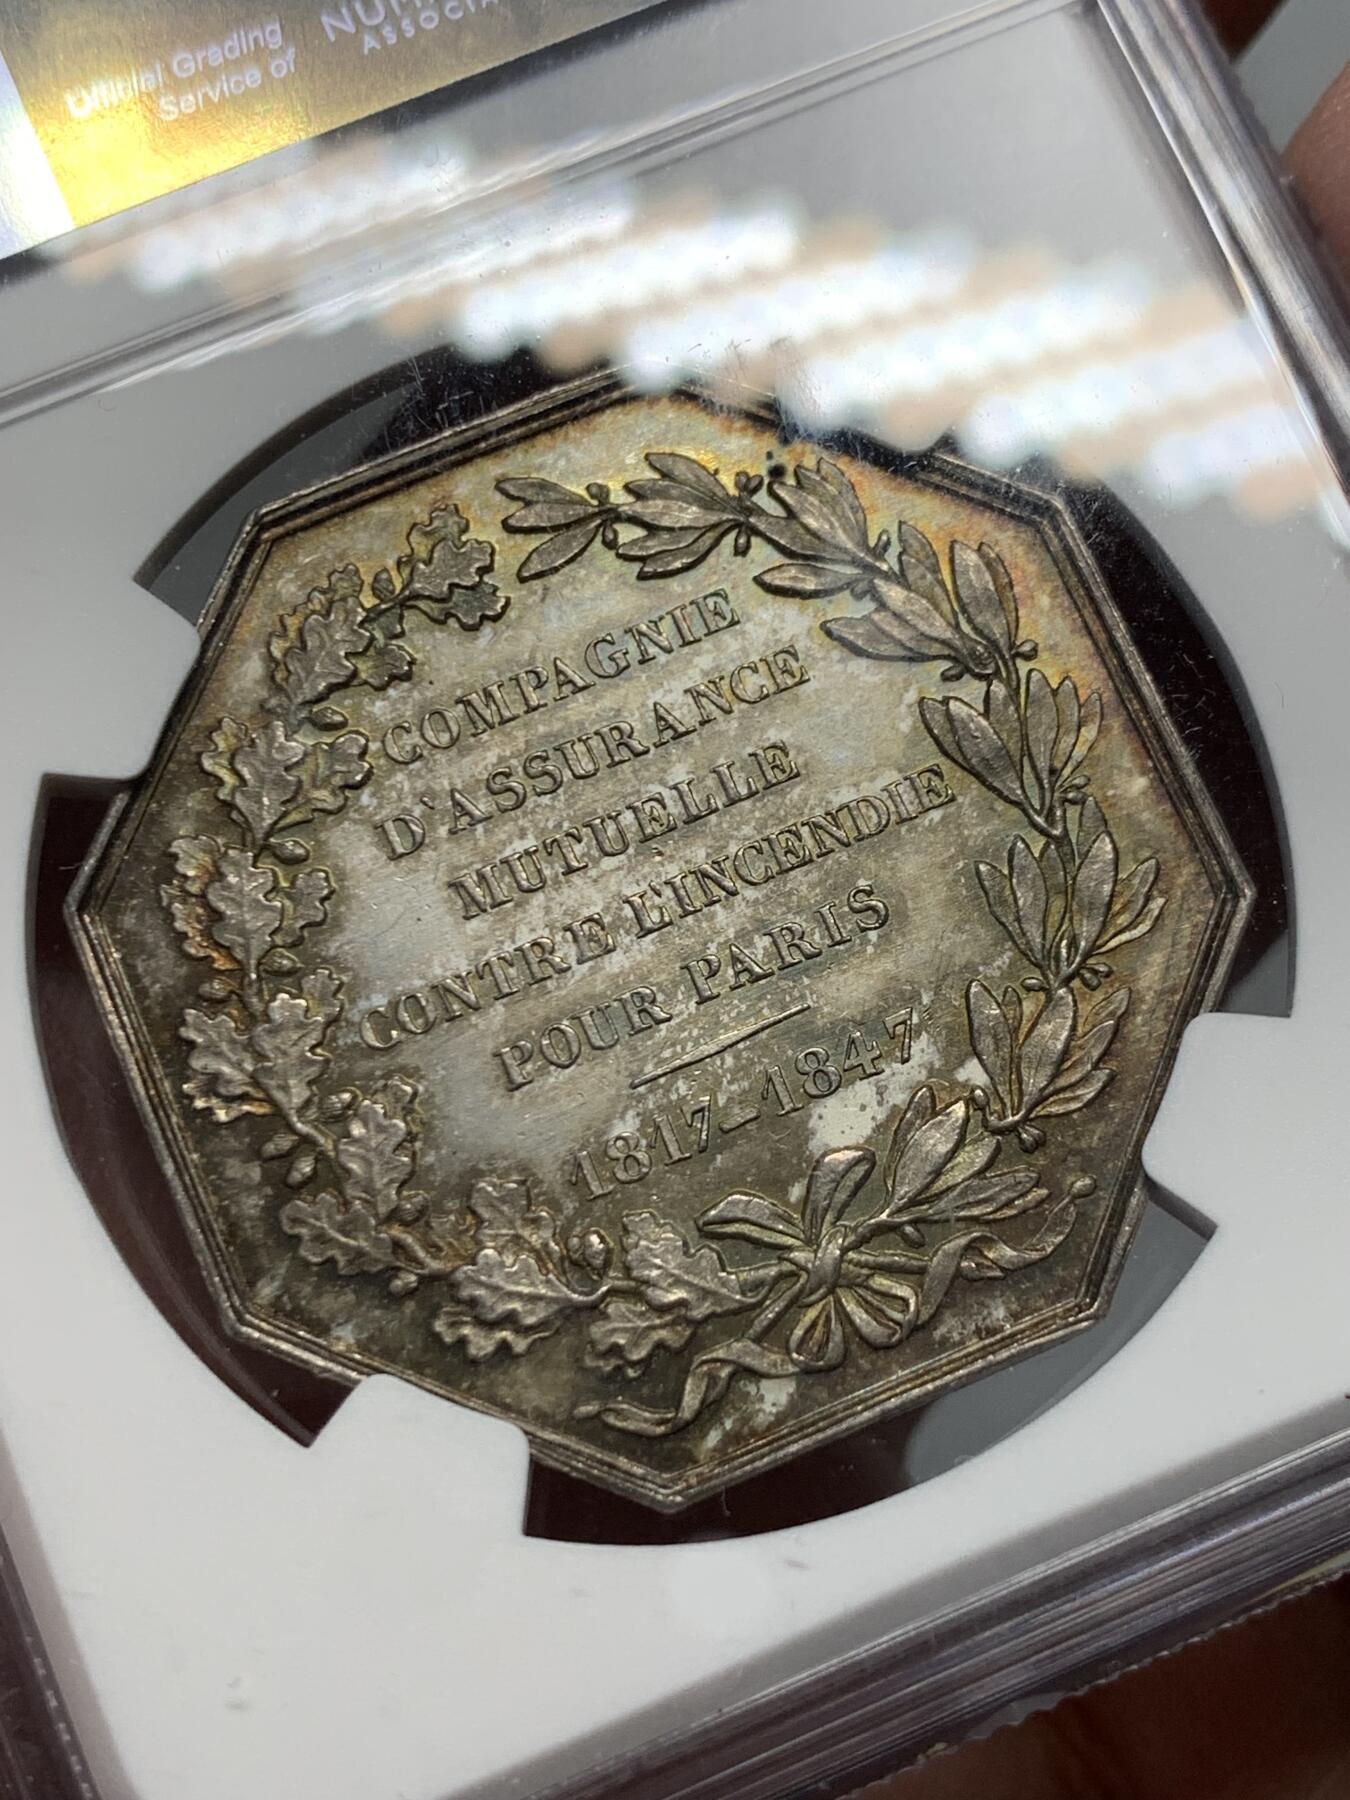 Official Grading
Service of
COMPAGNIE
D'ASSURANCE
MUTUELLE
CONTRE L'INCENDIE
POUR PARIS
1817-1847